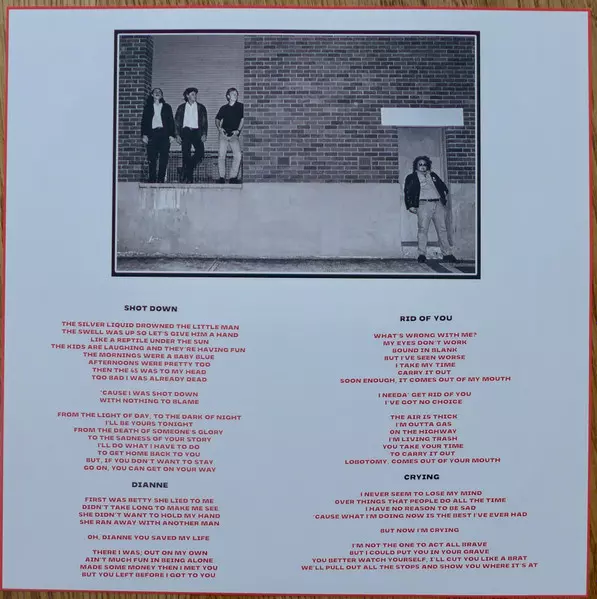 SHOT DOWN
THE SILVER LIQUID DROWNED THE LITTLE MAN
THE SWELL WAS UP SO LET'S GIVE HIM A HAND
LIKE A REPTILE UNDER THE SUN
THE KIDS ARE LAUGHING AND THEY'RE HAVING FUN
THE MORNINGS WERE A BABY BLUE
AFTERNOONS WERE PRETTY TOO
THEN THE 45 WAS TO MY HEAD
TOO BAD I WAS ALREADY DEAD
'CAUSE I WAS SHOT DOWN
WITH NOTHING TO BLAME
FROM THE LIGHT OF DAY, TO THE DARK OF NIGHT
I'LL BE YOURS TONIGHT
FROM THE DEATH OF SOMEONE'S GLORY
TO THE SADNESS OF YOUR STORY
I'LL DO WHAT I HAVE TO DO
TO GET HOME BACK TO YOU
BUT, IF YOU DON'T WANT TO STAY
GO ON, YOU CAN GET ON YOUR WAY
DIANNE
FIRST WAS BETTY SHE LIED TO ME
DIDN'T TAKE LONG TO MAKE ME SEE
SHE DIDN'T WANT TO HOLD MY HAND
SHE RAN AWAY WITH ANOTHER MAN
OH, DIANNE YOU SAVED MY LIFE
THERE I WAS; OUT ON MY OWN
AIN'T MUCH FUN IN BEING ALONE
MADE SOME MONEY THEN I MET YOU
BUT YOU LEFT BEFORE I GOT TO YOU
RID OF YOU
WHAT'S WRONG WITH ME?
MY EYES DON'T WORK
BOUND IN BLANK
BUT I'VE SEEN WORSE
I TAKE MY TIME
CARRY IT OUT
SOON ENOUGH, IT COMES OUT OF MY MOUTH
I NEEDA' GET RID OF YOU
I'VE GOT NO CHOICE
THE AIR IS THICK
I'M OUTTA GAS
ON THE HIGHWAY
I'M LIVING TRASH
YOU TAKE YOUR TIME
TO CARRY IT OUT
LOBOTOMY, COMES OUT OF YOUR MOUTH
CRYING
I NEVER SEEM TO LOSE MY MIND
OVER THINGS THAT PEOPLE DO ALL THE TIME
I HAVE NO REASON TO BE SAD
'CAUSE WHAT I'M DOING NOW IS THE BEST I'VE EVER HAD
BUT NOW I'M CRYING
I'M NOT THE ONE TO ACT ALL BRAVE
BUT I COULD PUT YOU IN YOUR GRAVE
YOU BETTER WATCH YOURSELF, I'LL CUT YOU LIKE A BRAT
WE'LL PULL OUT ALL THE STOPS AND SHOW YOU WHERE IT'S AT